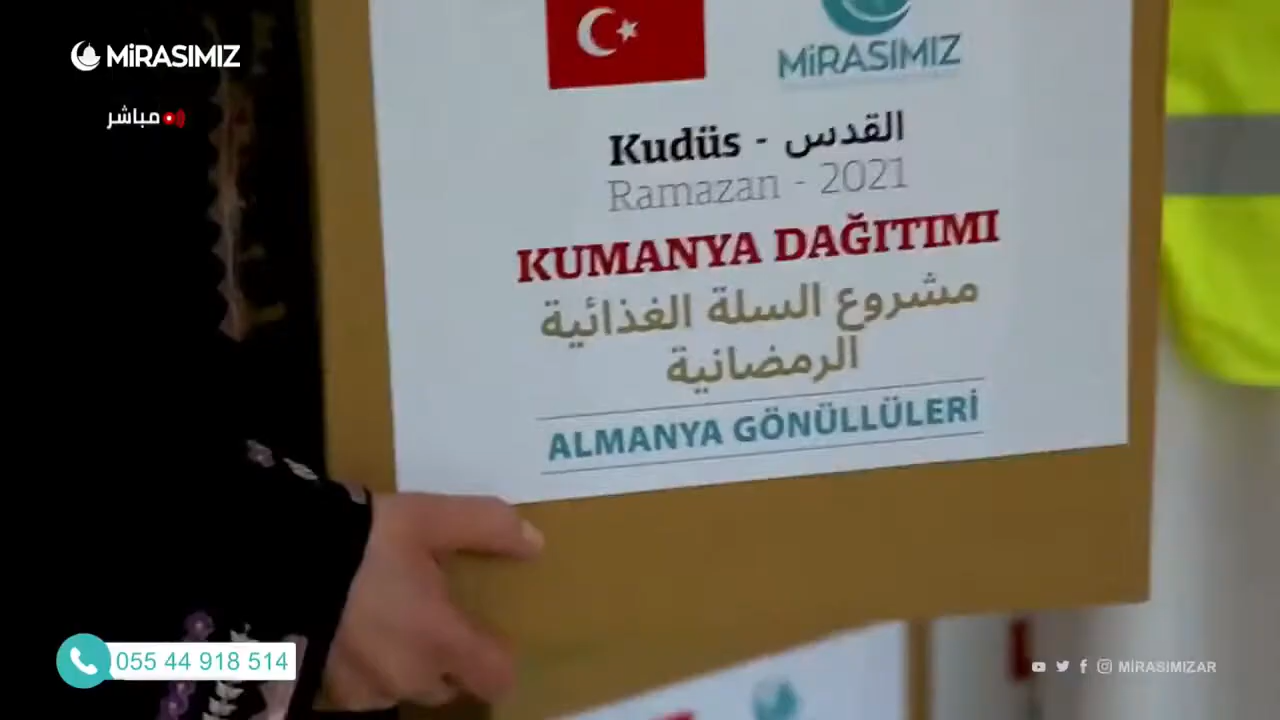 MİRASIMIZ
مباشر
MİRASIMIZ
Kudüs - القدس
Ramazan - 2021
KUMANYA DAĞITIMI
مشروع السلة الغذائية
الرمضانية
ALMANYA GÖNÜLLÜLERİ
055 44 918 514
MİRASIMIZAR